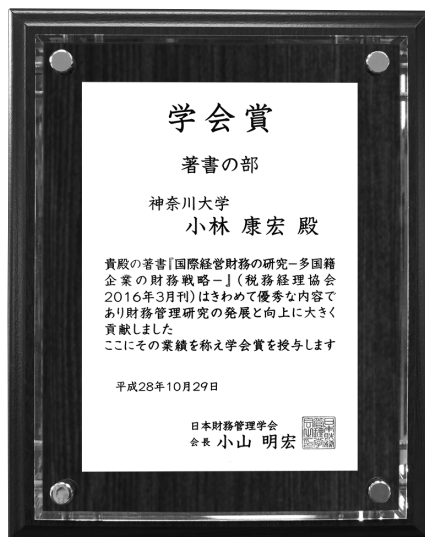 学会賞
著書の部
神奈川大学
小林 康宏 殿
貴殿の著書『国際経営財務の研究－多国籍
企業の財務戦略－』（税務経理協会
2016年3月刊）はきわめて優秀な内容で
あり財務管理研究の発展と向上に大きく
貢献しました
ここにその業績を称え学会賞を授与します
平成28年10月29日
日本財務管理学会
会長 小山 明宏